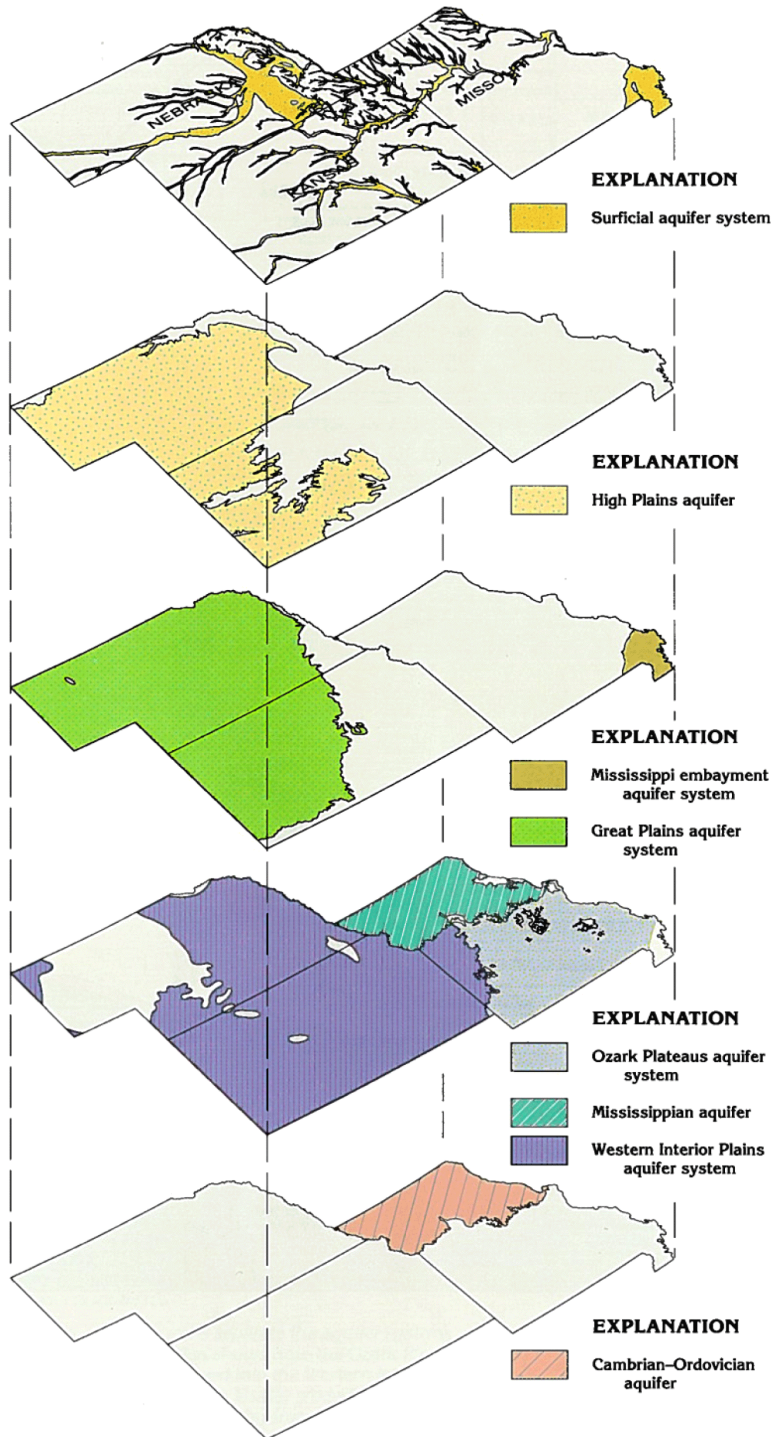 NEBRASKA
MISSOURI
KANSAS
EXPLANATION
Surficial aquifer system
EXPLANATION
High Plains aquifer
EXPLANATION
Mississippi embayment
aquifer system
Great Plains aquifer
system
EXPLANATION
Ozark Plateaus aquifer
system
Mississippian aquifer
Western Interior Plains
aquifer system
EXPLANATION
Cambrian–Ordovician
aquifer